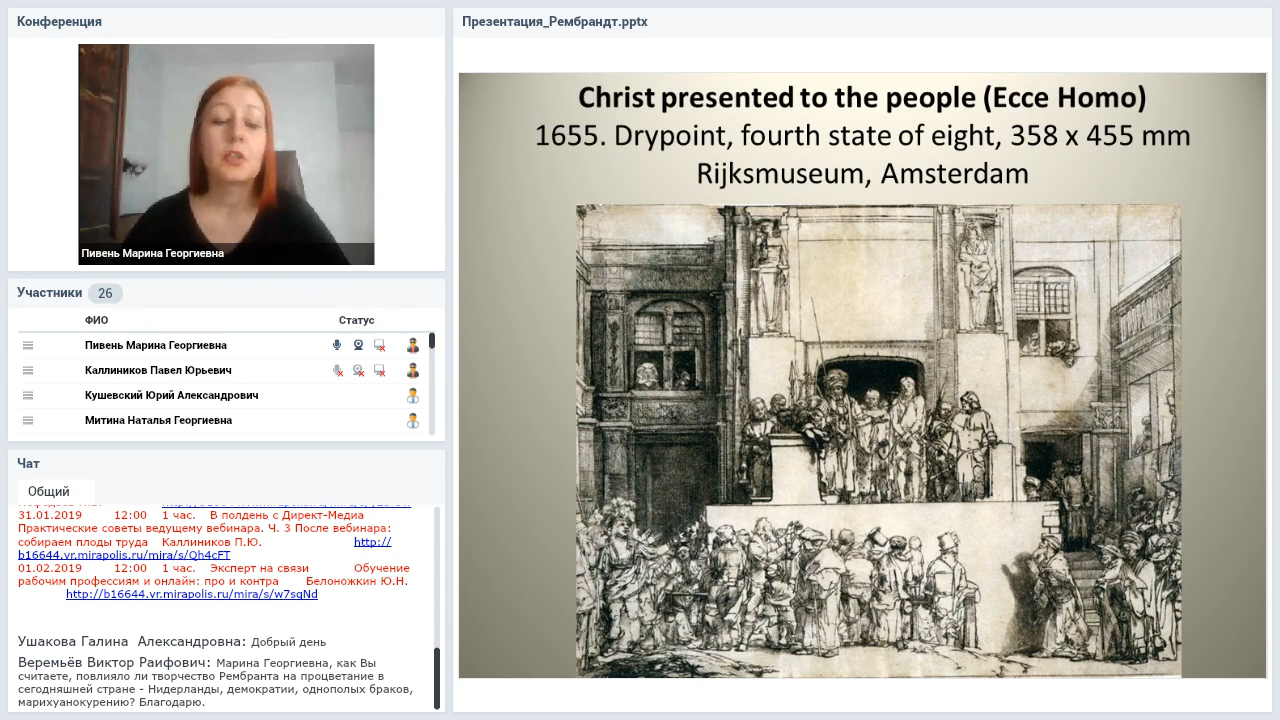 Конференция
Пивень Марина Георгиевна
Участники 26
ФИО Статус
Пивень Марина Георгиевна
Каллиников Павел Юрьевич
Кушевский Юрий Александрович
Митина Наталья Георгиевна
Чат
Общий
31.01.2019 12:00 1 час. В полдень с Директ-Медиа
Практические советы ведущему вебинара. Ч. 3 После вебинара:
собираем плоды труда Каллиников П.Ю. http://
b16644.vr.mirapolis.ru/mira/s/Qh4cFT
01.02.2019 12:00 1 час. Эксперт на связи Обучение
рабочим профессиям и онлайн: про и контра Белоножкин Ю.Н.
http://b16644.vr.mirapolis.ru/mira/s/w7sqNd
Ушакова Галина Александровна: Добрый день
Веремьёв Виктор Раифович: Марина Георгиевна, как Вы
считаете, повлияло ли творчество Рембранта на процветание в
сегодняшней стране - Нидерланды, демократии, однополых браков,
марихуанокурению? Благодарю.
Презентация_Рембрандт.pptx
Christ presented to the people (Ecce Homo)
1655. Drypoint, fourth state of eight, 358 x 455 mm
Rijksmuseum, Amsterdam